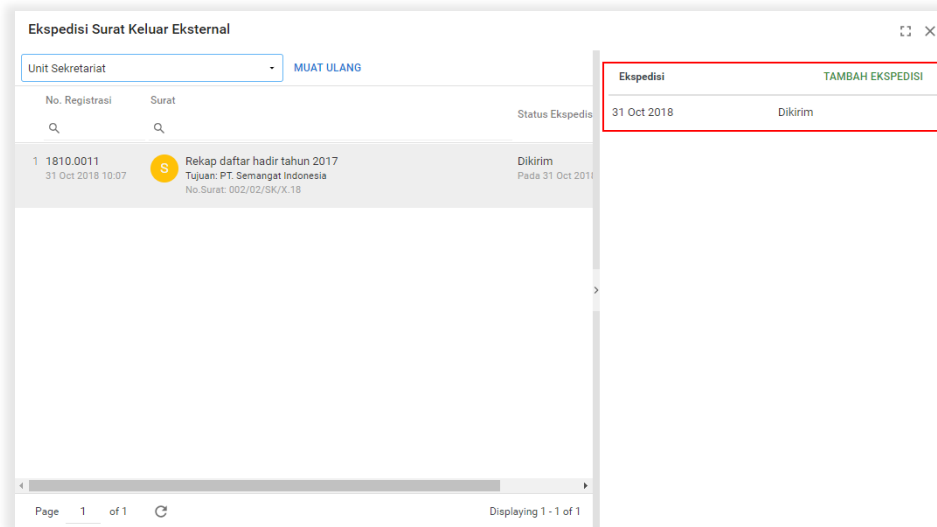 Ekspedisi Surat Keluar Eksternal
Unit Sekretariat
MUAT ULANG
No. Registrasi
Surat
Status Ekspedis
1
1810.0011
31 Oct 2018 10:07
S
Rekap daftar hadir tahun 2017
Tujuan: PT. Semangat Indonesia
No.Surat: 002/02/SK/X.18
Dikirim
Pada 31 Oct 2018
Page 1 of 1
Displaying 1 - 1 of 1
Ekspedisi
TAMBAH EKSPEDISI
31 Oct 2018
Dikirim